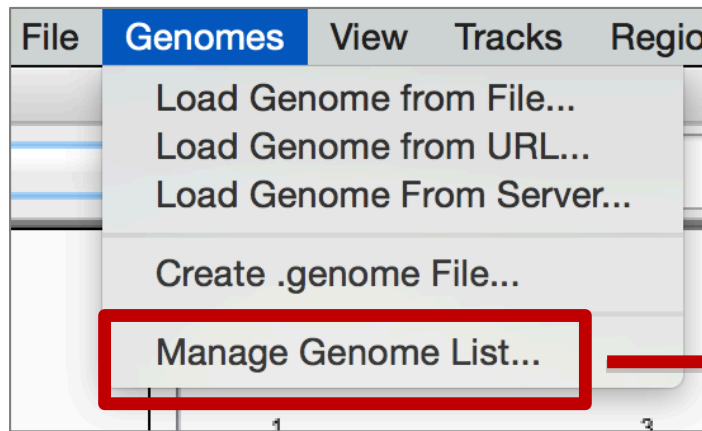 File Genomes View Tracks Regio
Load Genome from File...
Load Genome from URL...
Load Genome From Server...
Create .genome File...
Manage Genome List...
1 3